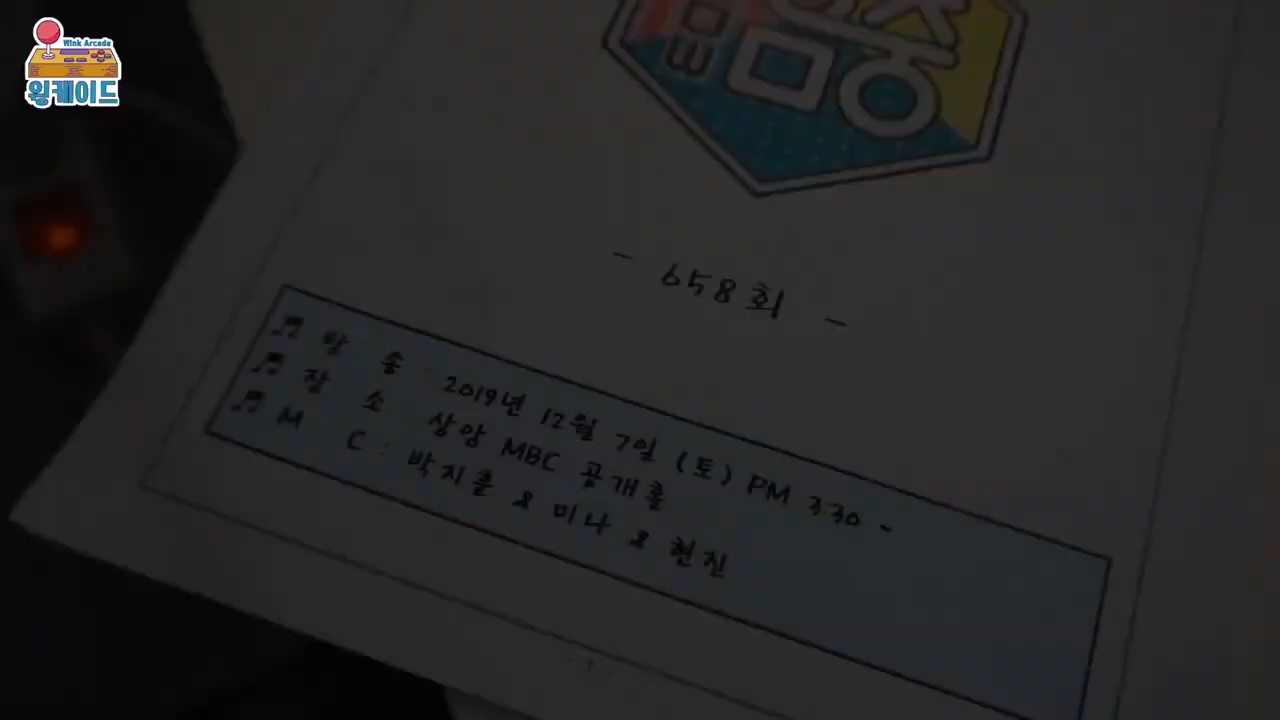 Wink Arcade
윙케이드
음중
- 658회 -
방 송 : 2019년 12월 7일 (토) PM 3:30 ~
장 소 상암 MBC 공개홀
M C : 박지훈 & 미나 & 현진